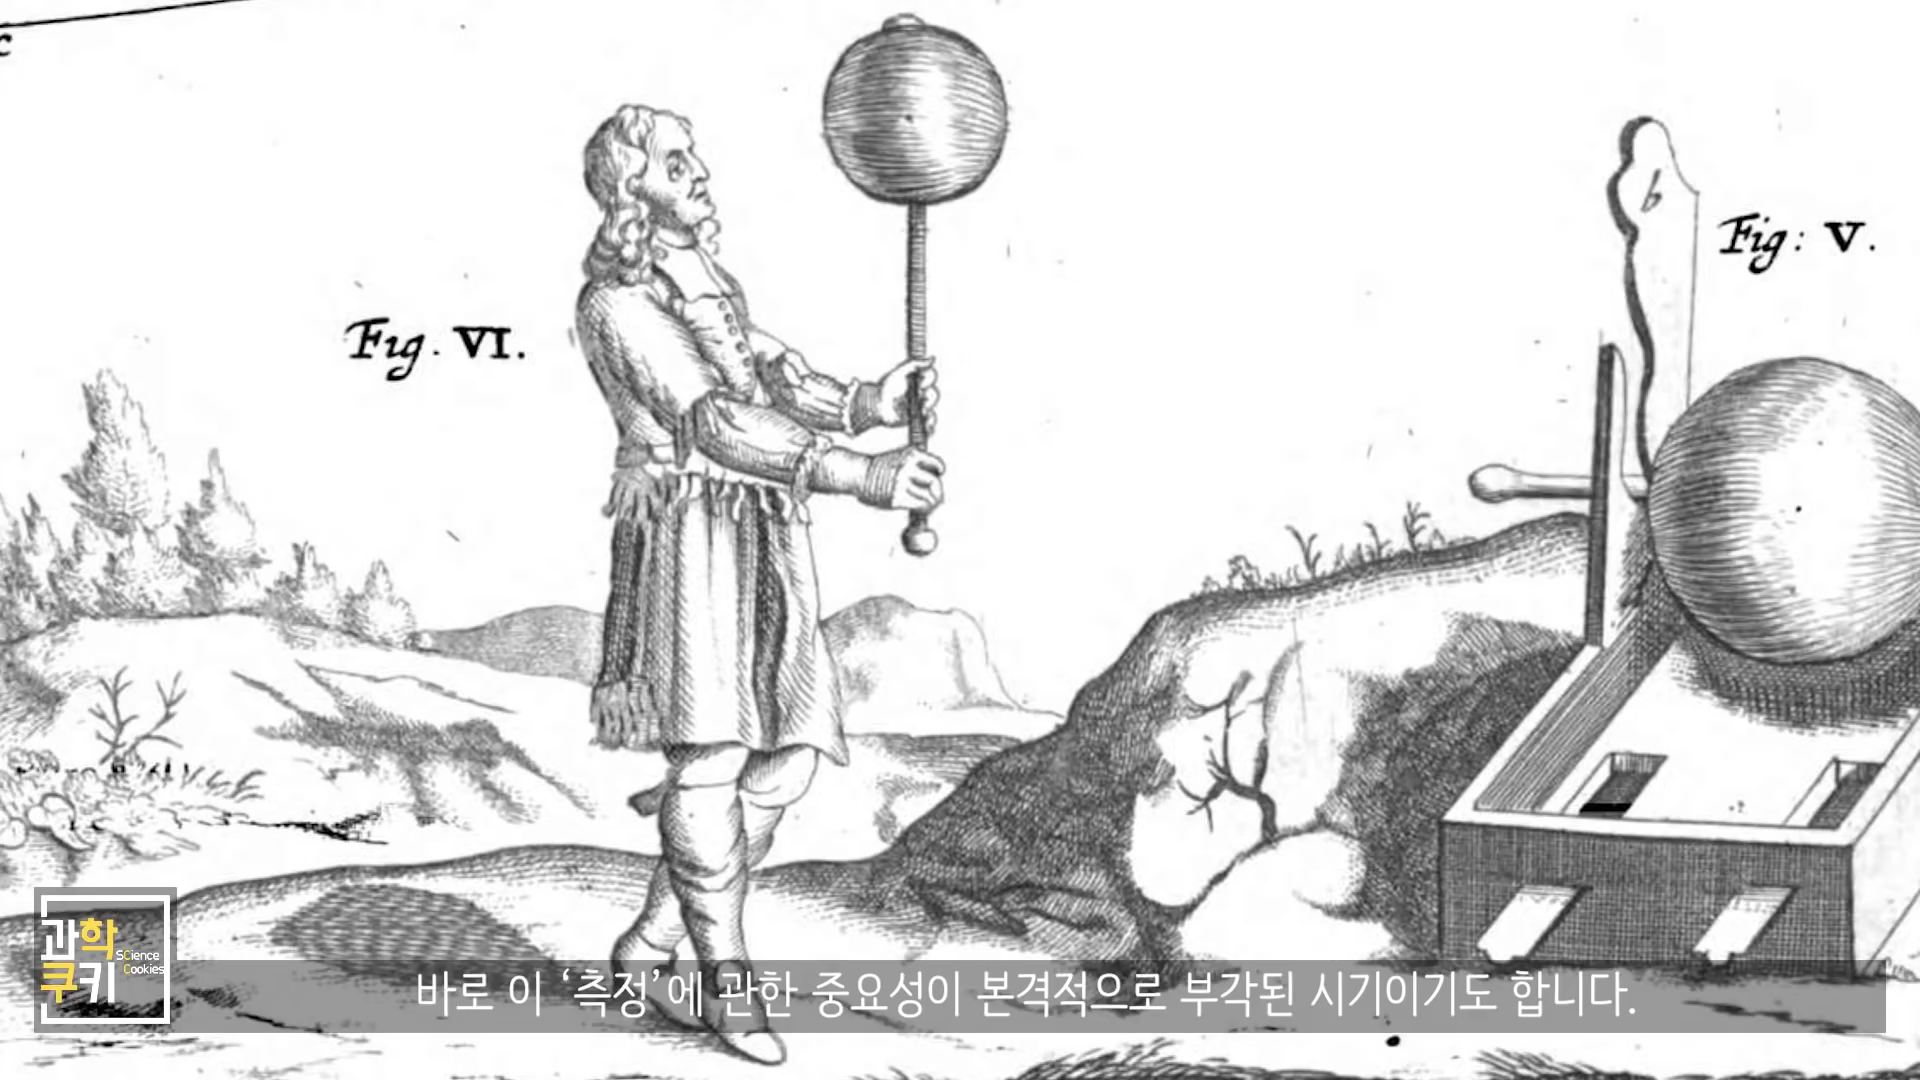 c
b
Fig: V.
Fig. VI.
과학
쿠키
Science
Cookies
바로 이 ‘측정’에 관한 중요성이 본격적으로 부각된 시기이기도 합니다.